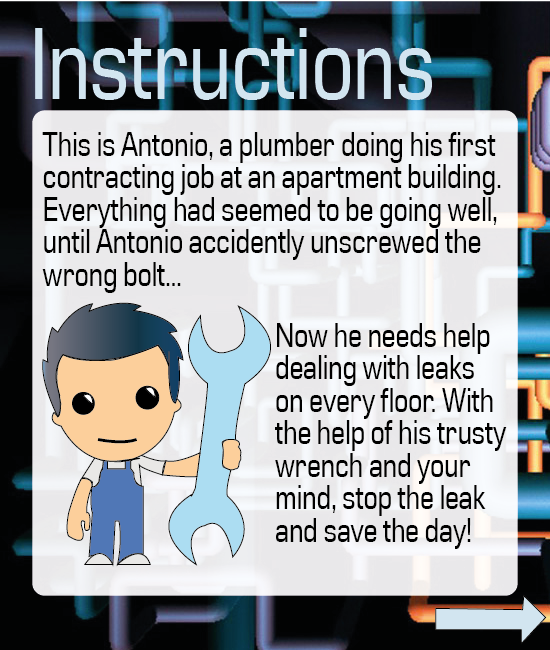 Instructions
This is Antonio, a plumber doing his first
contracting job at an apartment building.
Everything had seemed to be going well,
until Antonio accidently unscrewed the
wrong bolt...
Now he needs help
dealing with leaks
on every floor. With
the help of his trusty
wrench and your
mind, stop the leak
and save the day!